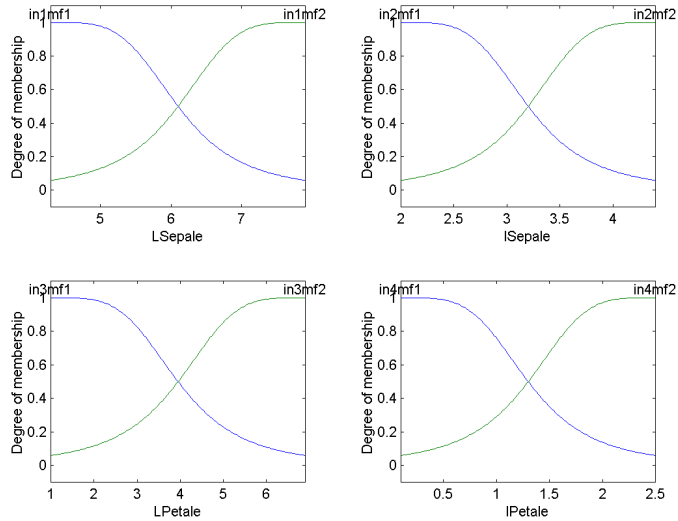 in1mf1 in1mf2
Degree of membership
1
0.8
0.6
0.4
0.2
0
5 6 7
LSepale
in2mf1 in2mf2
Degree of membership
1
0.8
0.6
0.4
0.2
0
2 2.5 3 3.5 4
lSepale
in3mf1 in3mf2
Degree of membership
1
0.8
0.6
0.4
0.2
0
1 2 3 4 5 6
LPetale
in4mf1 in4mf2
Degree of membership
1
0.8
0.6
0.4
0.2
0
0.5 1 1.5 2 2.5
lPetale